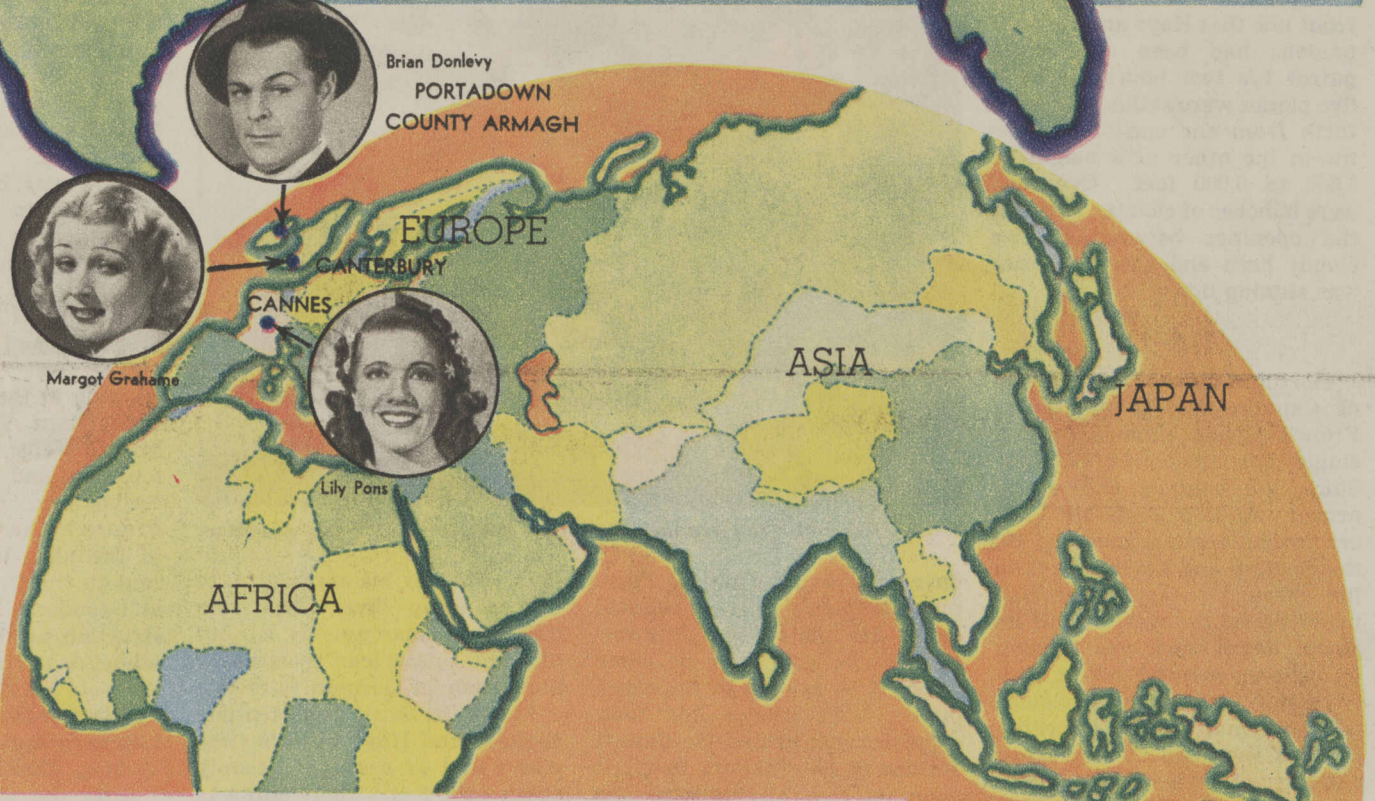 Brian Donlevy
PORTADOWN
COUNTY ARMAGH
EUROPE
CANTERBURY
CANNES
Margot Grahame
Lily Pons
ASIA
JAPAN
AFRICA